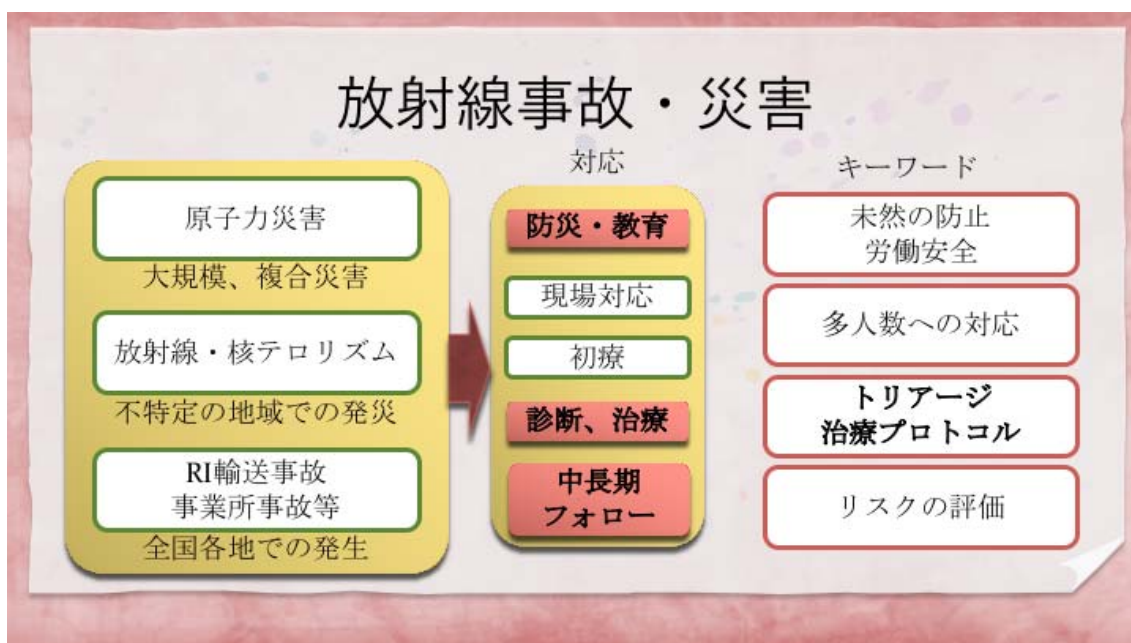 放射線事故・災害
原子力災害
大規模、複合災害
放射線・核テロリズム
不特定の地域での発災
RI輸送事故
事業所事故等
全国各地での発生
対応
防災・教育
現場対応
初療
診断、治療
中長期
フォロー
キーワード
未然の防止
労働安全
多人数への対応
トリアージ
治療プロトコル
リスクの評価